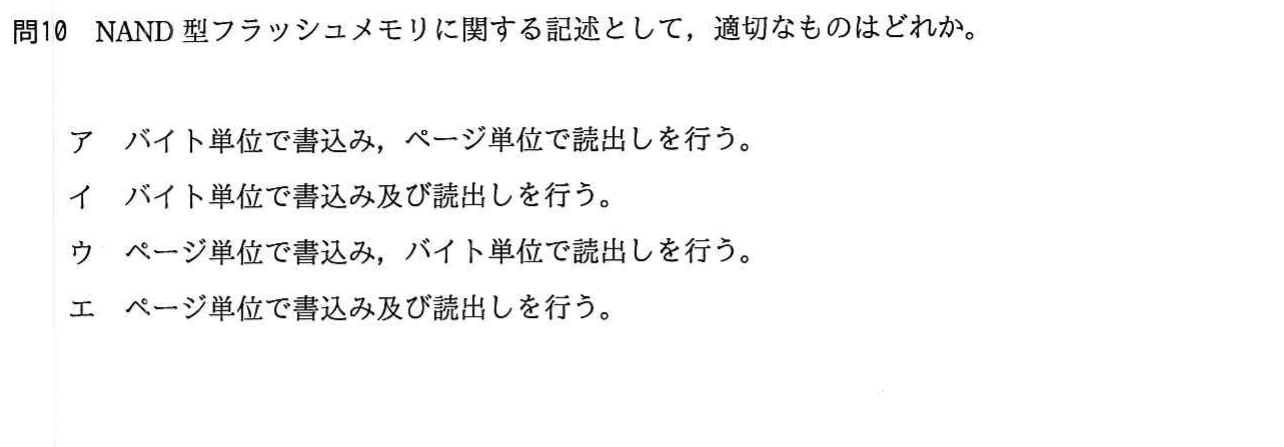 問10 NAND 型フラッシュメモリに関する記述として，適切なものはどれか。
ア バイト単位で書込み，ページ単位で読出しを行う。
イ バイト単位で書込み及び読出しを行う。
ウ ページ単位で書込み，バイト単位で読出しを行う。
エ ページ単位で書込み及び読出しを行う。